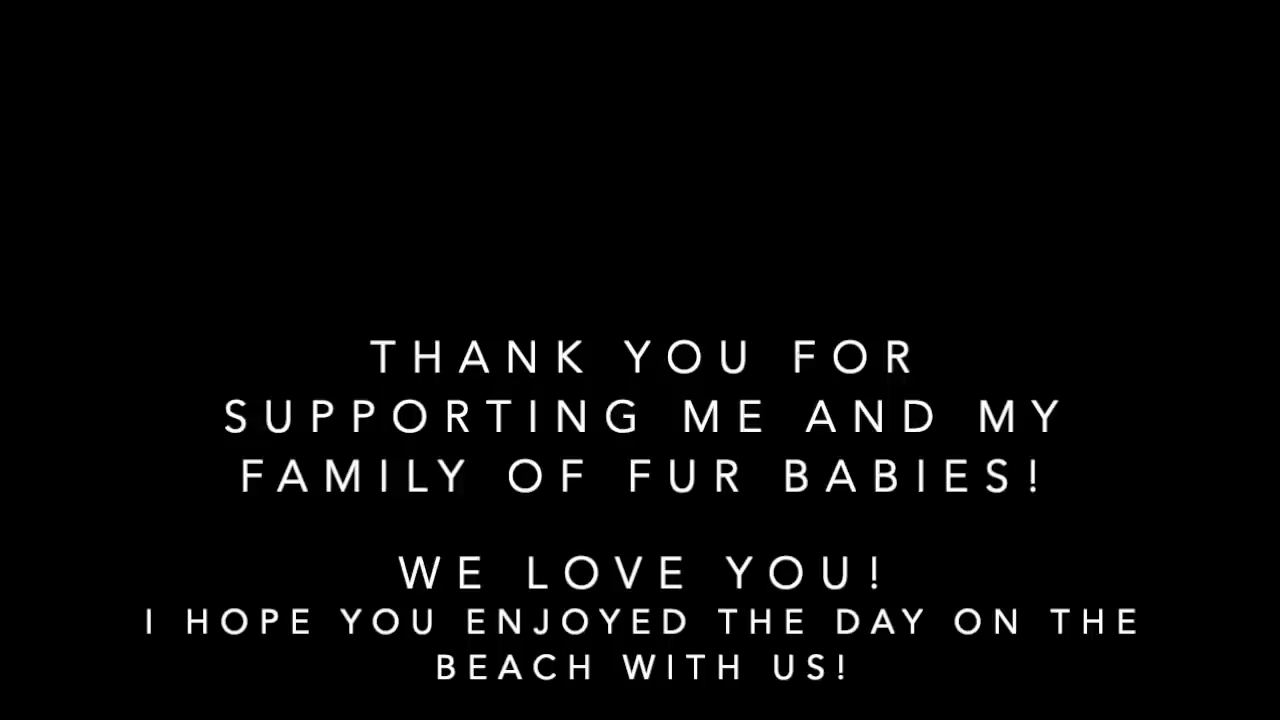 THANK YOU FOR
SUPPORTING ME AND MY
FAMILY OF FUR BABIES!
WE LOVE YOU!
I HOPE YOU ENJOYED THE DAY ON THE
BEACH WITH US!